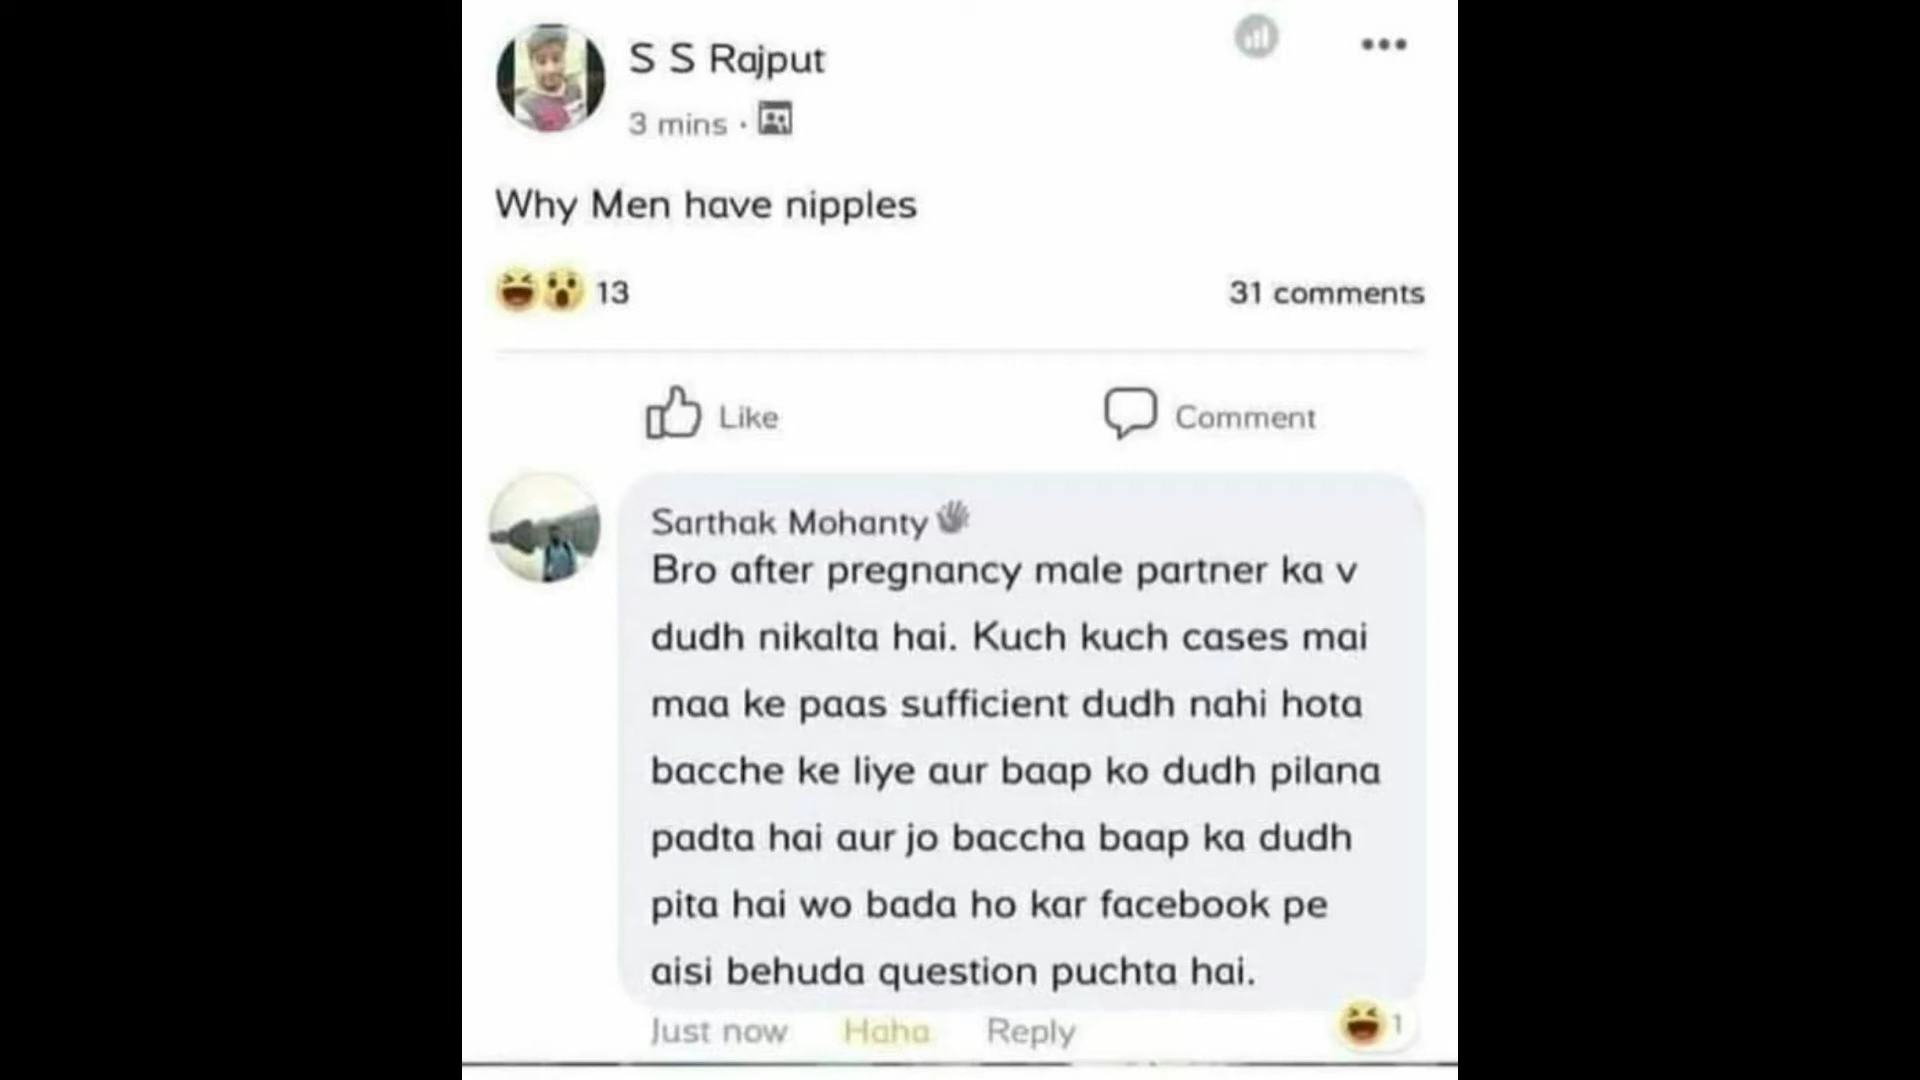 S S Rajput
3 mins ·
Why Men have nipples
13
31 comments
Like
Comment
Sarthak Mohanty
Bro after pregnancy male partner ka v
dudh nikalta hai. Kuch kuch cases mai
maa ke paas sufficient dudh nahi hota
bacche ke liye aur baap ko dudh pilana
padta hai aur jo baccha baap ka dudh
pita hai wo bada ho kar facebook pe
aisi behuda question puchta hai.
Just now Haha Reply
1